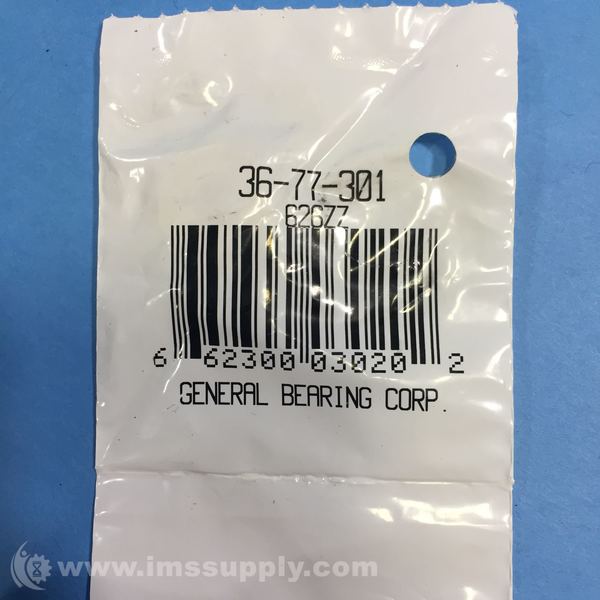 36-77-301
626ZZ
6 62300 03020 2
GENERAL BEARING CORP.
www.imssupply.com